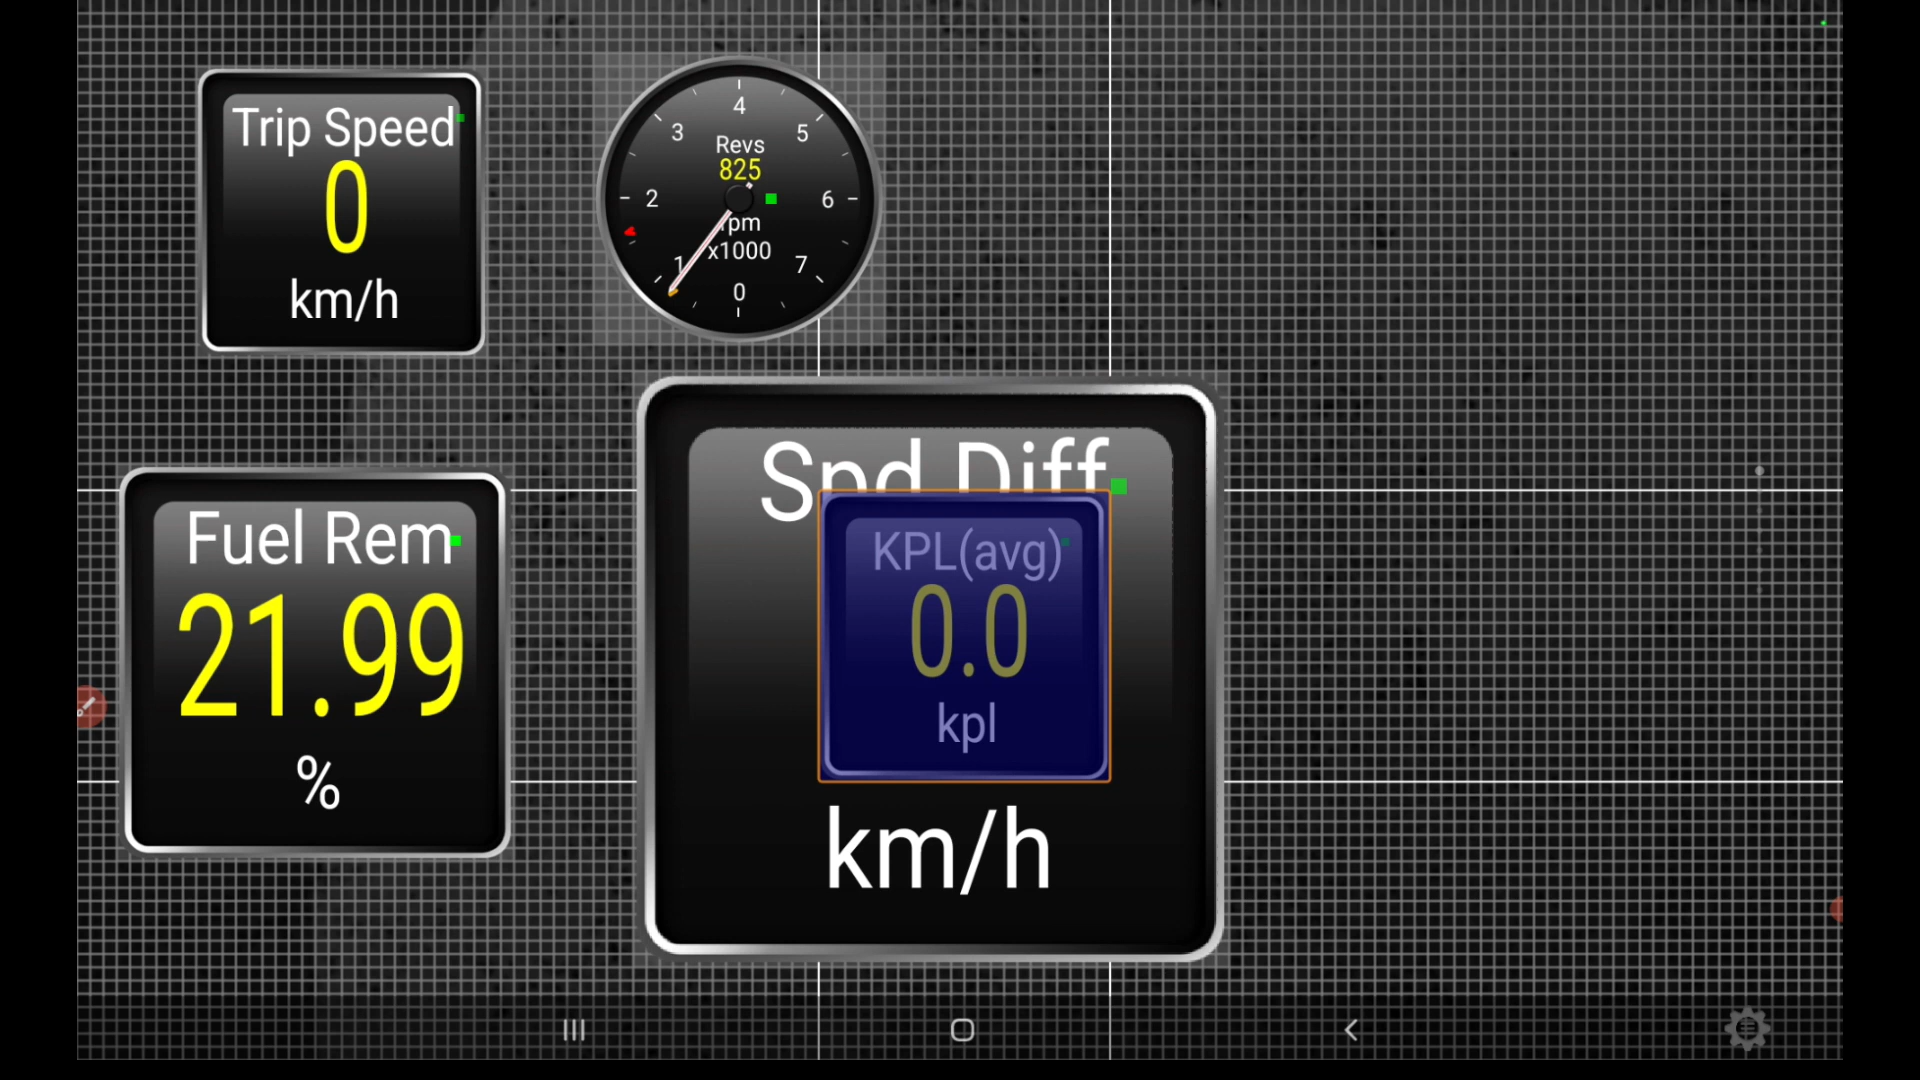 Trip Speed
0
km/h
4
3
5
Revs
825
2
6
rpm
x1000
1
7
0
Fuel Rem
21.99
%
Spd Diff
KPL(avg)
0.0
kpl
km/h